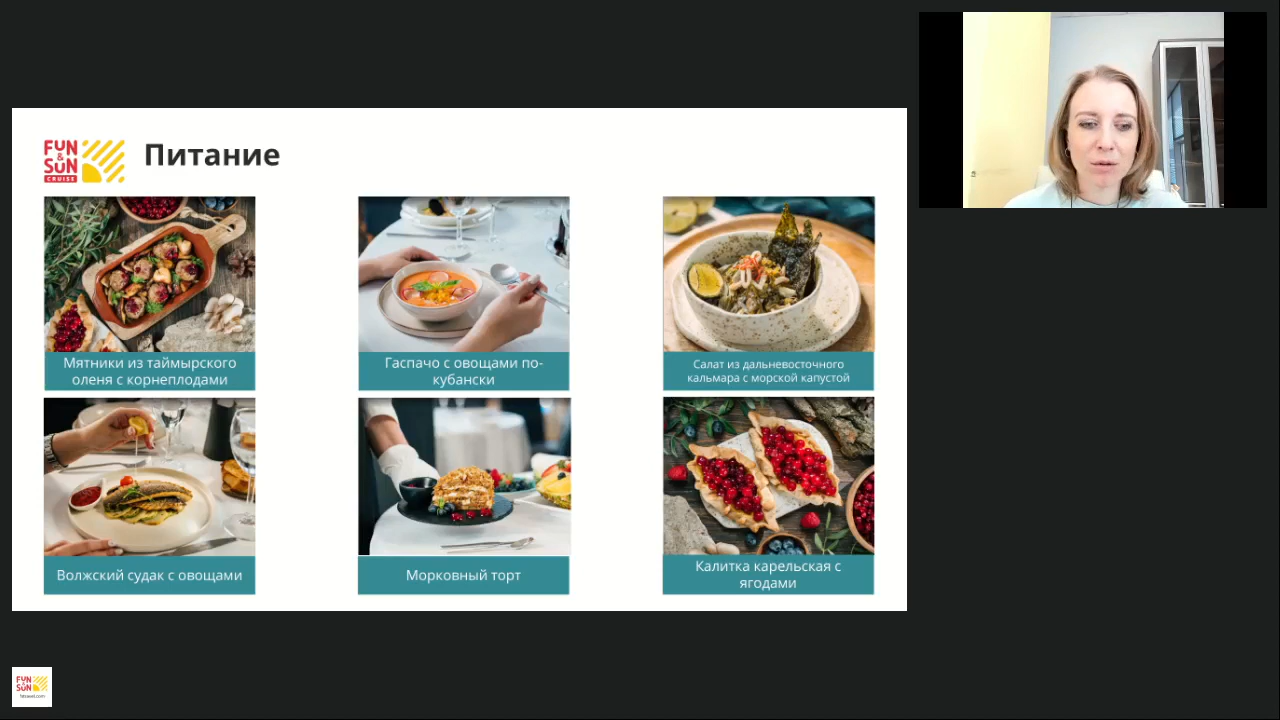 FUN
&
SUN
CRUISE
Питание
Мятники из таймырского
оленя с корнеплодами
Гаспачо с овощами по-
кубански
Салат из дальневосточного
кальмара с морской капустой
Волжский судак с овощами
Морковный торт
Калитка карельская с
ягодами
FUN
&
SUN